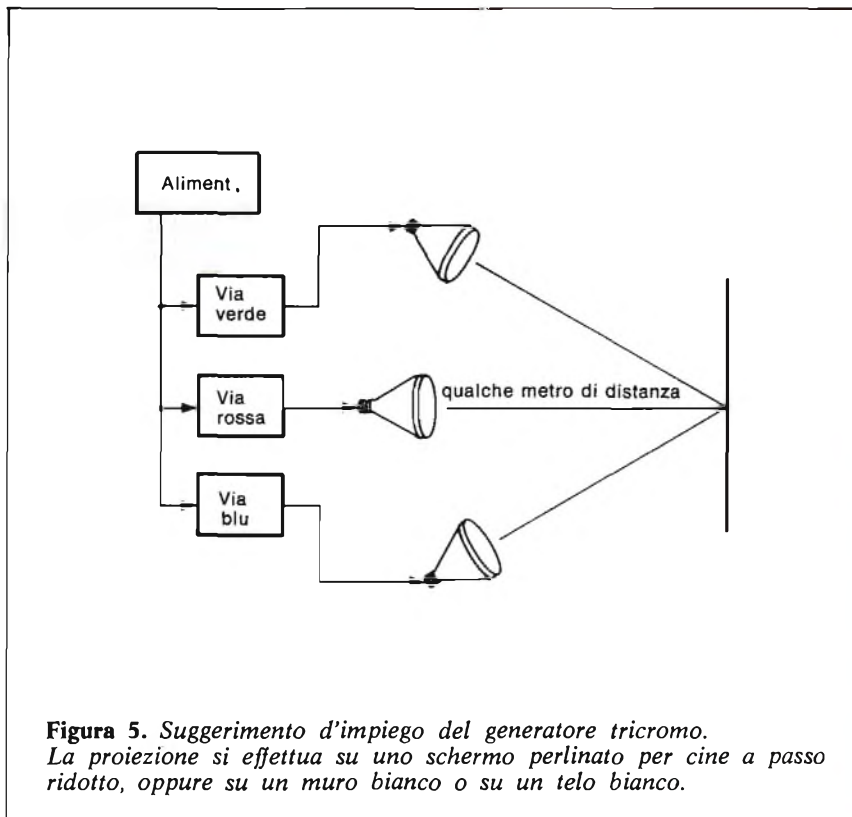 Aliment.
Via
verde
Via
rossa
qualche metro di distanza
Via
blu
Figura 5. Suggerimento d'impiego del generatore tricromo.
La proiezione si effettua su uno schermo perlinato per cine a passo
ridotto, oppure su un muro bianco o su un telo bianco.